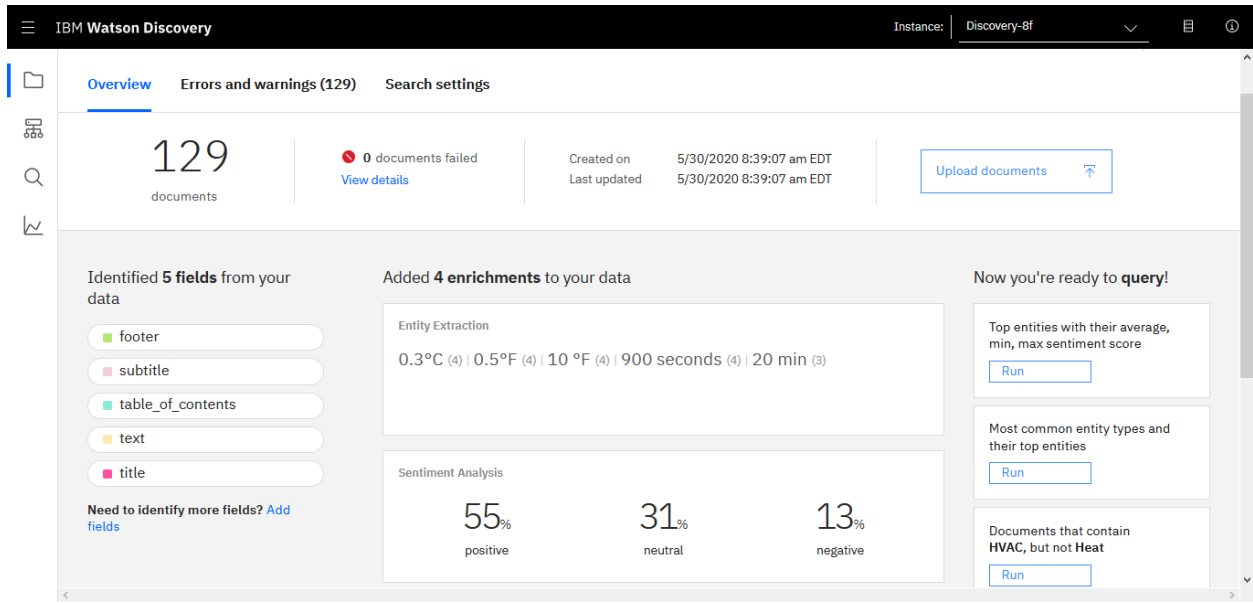 IBM Watson Discovery
Instance: Discovery-8f
Overview Errors and warnings (129) Search settings
129
documents
0 documents failed
View details
Created on 5/30/2020 8:39:07 am EDT
Last updated 5/30/2020 8:39:07 am EDT
Upload documents
Identified 5 fields from your
data
footer
subtitle
table_of_contents
text
title
Need to identify more fields? Add
fields
Added 4 enrichments to your data
Entity Extraction
0.3°C (4) | 0.5°F (4) | 10 °F (4) | 900 seconds (4) | 20 min (3)
Sentiment Analysis
55% 31% 13%
positive neutral negative
Now you're ready to query!
Top entities with their average,
min, max sentiment score
Run
Most common entity types and
their top entities
Run
Documents that contain
HVAC, but not Heat
Run